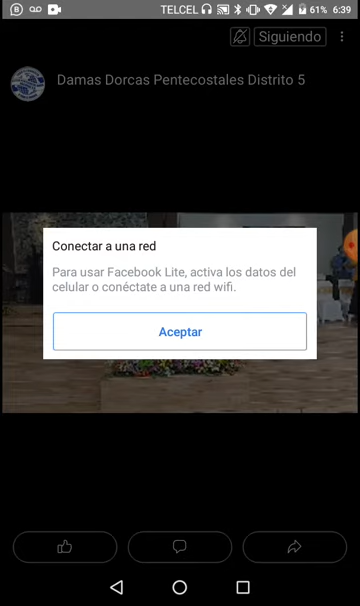 TELCEL 61% 6:39
Siguiendo
Damas Dorcas Pentecostales Distrito 5
Conectar a una red
Para usar Facebook Lite, activa los datos del
celular o conéctate a una red wifi.
Aceptar